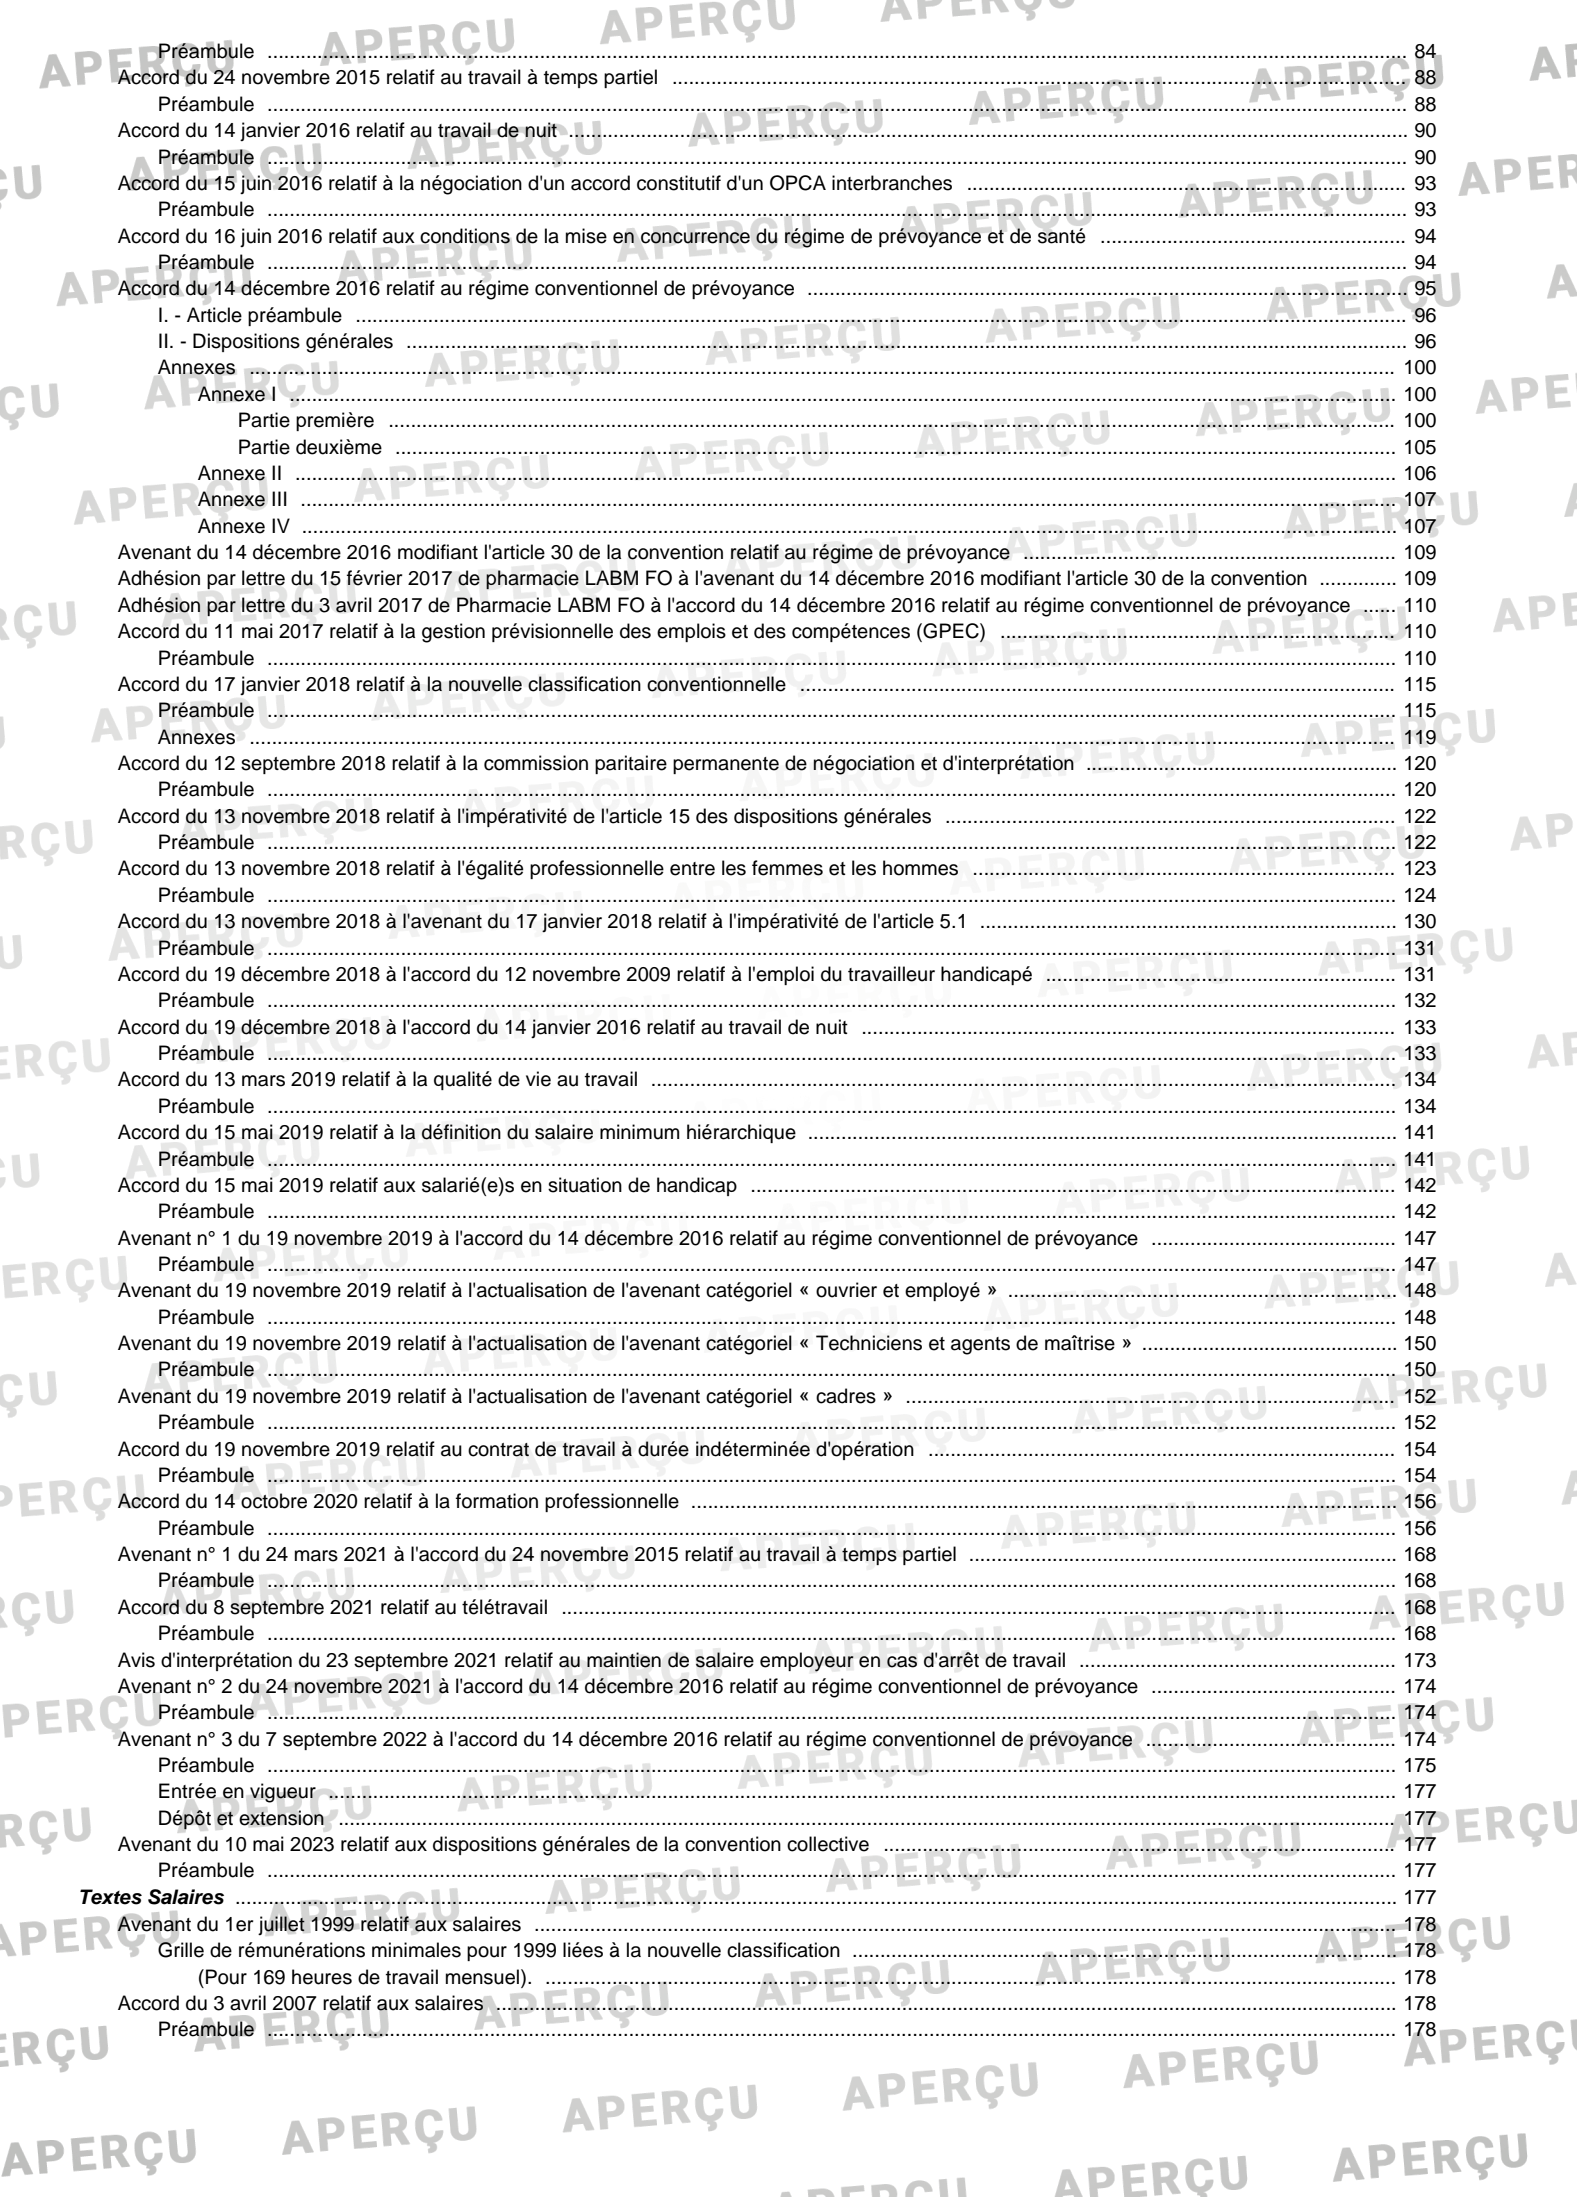 Préambule ... 84
Accord du 24 novembre 2015 relatif au travail à temps partiel ... 88
Préambule ... 88
Accord du 14 janvier 2016 relatif au travail de nuit ... 90
Préambule ... 90
Accord du 15 juin 2016 relatif à la négociation d'un accord constitutif d'un OPCA interbranches ... 93
Préambule ... 93
Accord du 16 juin 2016 relatif aux conditions de la mise en concurrence du régime de prévoyance et de santé ... 94
Préambule ... 94
Accord du 14 décembre 2016 relatif au régime conventionnel de prévoyance ... 95
I. - Article préambule ... 96
II. - Dispositions générales ... 96
Annexes ... 100
Annexe I ... 100
Partie première ... 100
Partie deuxième ... 105
Annexe II ... 106
Annexe III ... 107
Annexe IV ... 107
Avenant du 14 décembre 2016 modifiant l'article 30 de la convention relatif au régime de prévoyance ... 109
Adhésion par lettre du 15 février 2017 de pharmacie LABM FO à l'avenant du 14 décembre 2016 modifiant l'article 30 de la convention ... 109
Adhésion par lettre du 3 avril 2017 de Pharmacie LABM FO à l'accord du 14 décembre 2016 relatif au régime conventionnel de prévoyance ... 110
Accord du 11 mai 2017 relatif à la gestion prévisionnelle des emplois et des compétences (GPEC) ... 110
Préambule ... 110
Accord du 17 janvier 2018 relatif à la nouvelle classification conventionnelle ... 115
Préambule ... 115
Annexes ... 119
Accord du 12 septembre 2018 relatif à la commission paritaire permanente de négociation et d'interprétation ... 120
Préambule ... 120
Accord du 13 novembre 2018 relatif à l'impérativité de l'article 15 des dispositions générales ... 122
Préambule ... 122
Accord du 13 novembre 2018 relatif à l'égalité professionnelle entre les femmes et les hommes ... 123
Préambule ... 124
Accord du 13 novembre 2018 à l'avenant du 17 janvier 2018 relatif à l'impérativité de l'article 5.1 ... 130
Préambule ... 131
Accord du 19 décembre 2018 à l'accord du 12 novembre 2009 relatif à l'emploi du travailleur handicapé ... 131
Préambule ... 132
Accord du 19 décembre 2018 à l'accord du 14 janvier 2016 relatif au travail de nuit ... 133
Préambule ... 133
Accord du 13 mars 2019 relatif à la qualité de vie au travail ... 134
Préambule ... 134
Accord du 15 mai 2019 relatif à la définition du salaire minimum hiérarchique ... 141
Préambule ... 141
Accord du 15 mai 2019 relatif aux salarié(e)s en situation de handicap ... 142
Préambule ... 142
Avenant n° 1 du 19 novembre 2019 à l'accord du 14 décembre 2016 relatif au régime conventionnel de prévoyance ... 147
Préambule ... 147
Avenant du 19 novembre 2019 relatif à l'actualisation de l'avenant catégoriel « ouvrier et employé » ... 148
Préambule ... 148
Avenant du 19 novembre 2019 relatif à l'actualisation de l'avenant catégoriel « Techniciens et agents de maîtrise » ... 150
Préambule ... 150
Avenant du 19 novembre 2019 relatif à l'actualisation de l'avenant catégoriel « cadres » ... 152
Préambule ... 152
Accord du 19 novembre 2019 relatif au contrat de travail à durée indéterminée d'opération ... 154
Préambule ... 154
Accord du 14 octobre 2020 relatif à la formation professionnelle ... 156
Préambule ... 156
Avenant n° 1 du 24 mars 2021 à l'accord du 24 novembre 2015 relatif au travail à temps partiel ... 168
Préambule ... 168
Accord du 8 septembre 2021 relatif au télétravail ... 168
Préambule ... 168
Avis d'interprétation du 23 septembre 2021 relatif au maintien de salaire employeur en cas d'arrêt de travail ... 173
Avenant n° 2 du 24 novembre 2021 à l'accord du 14 décembre 2016 relatif au régime conventionnel de prévoyance ... 174
Préambule ... 174
Avenant n° 3 du 7 septembre 2022 à l'accord du 14 décembre 2016 relatif au régime conventionnel de prévoyance ... 174
Préambule ... 175
Entrée en vigueur ... 177
Dépôt et extension ... 177
Avenant du 10 mai 2023 relatif aux dispositions générales de la convention collective ... 177
Préambule ... 177
Textes Salaires ... 177
Avenant du 1er juillet 1999 relatif aux salaires ... 178
Grille de rémunérations minimales pour 1999 liées à la nouvelle classification ... 178
(Pour 169 heures de travail mensuel). ... 178
Accord du 3 avril 2007 relatif aux salaires ... 178
Préambule ... 178
APERÇU